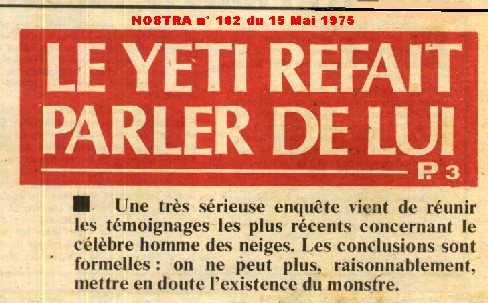 NOSTRA n° 162 du 15 Mai 1975
LE YETI REFAIT
PARLER DE LUI
P. 3
Une très sérieuse enquête vient de réunir
les témoignages les plus récents concernant le
célèbre homme des neiges. Les conclusions sont
formelles : on ne peut plus, raisonnablement,
mettre en doute l'existence du monstre.